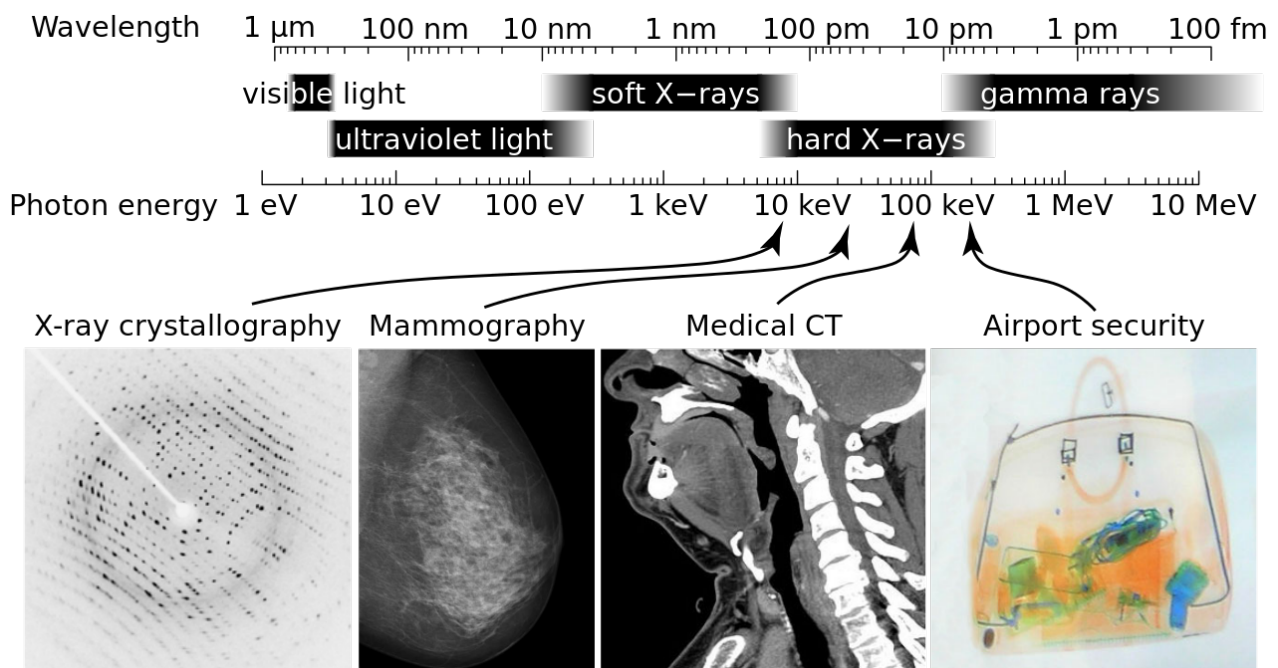 Wavelength 1 μm 100 nm 10 nm 1 nm 100 pm 10 pm 1 pm 100 fm
visible light soft X−rays gamma rays
ultraviolet light hard X−rays
Photon energy 1 eV 10 eV 100 eV 1 keV 10 keV 100 keV 1 MeV 10 MeV
X-ray crystallography Mammography Medical CT Airport security